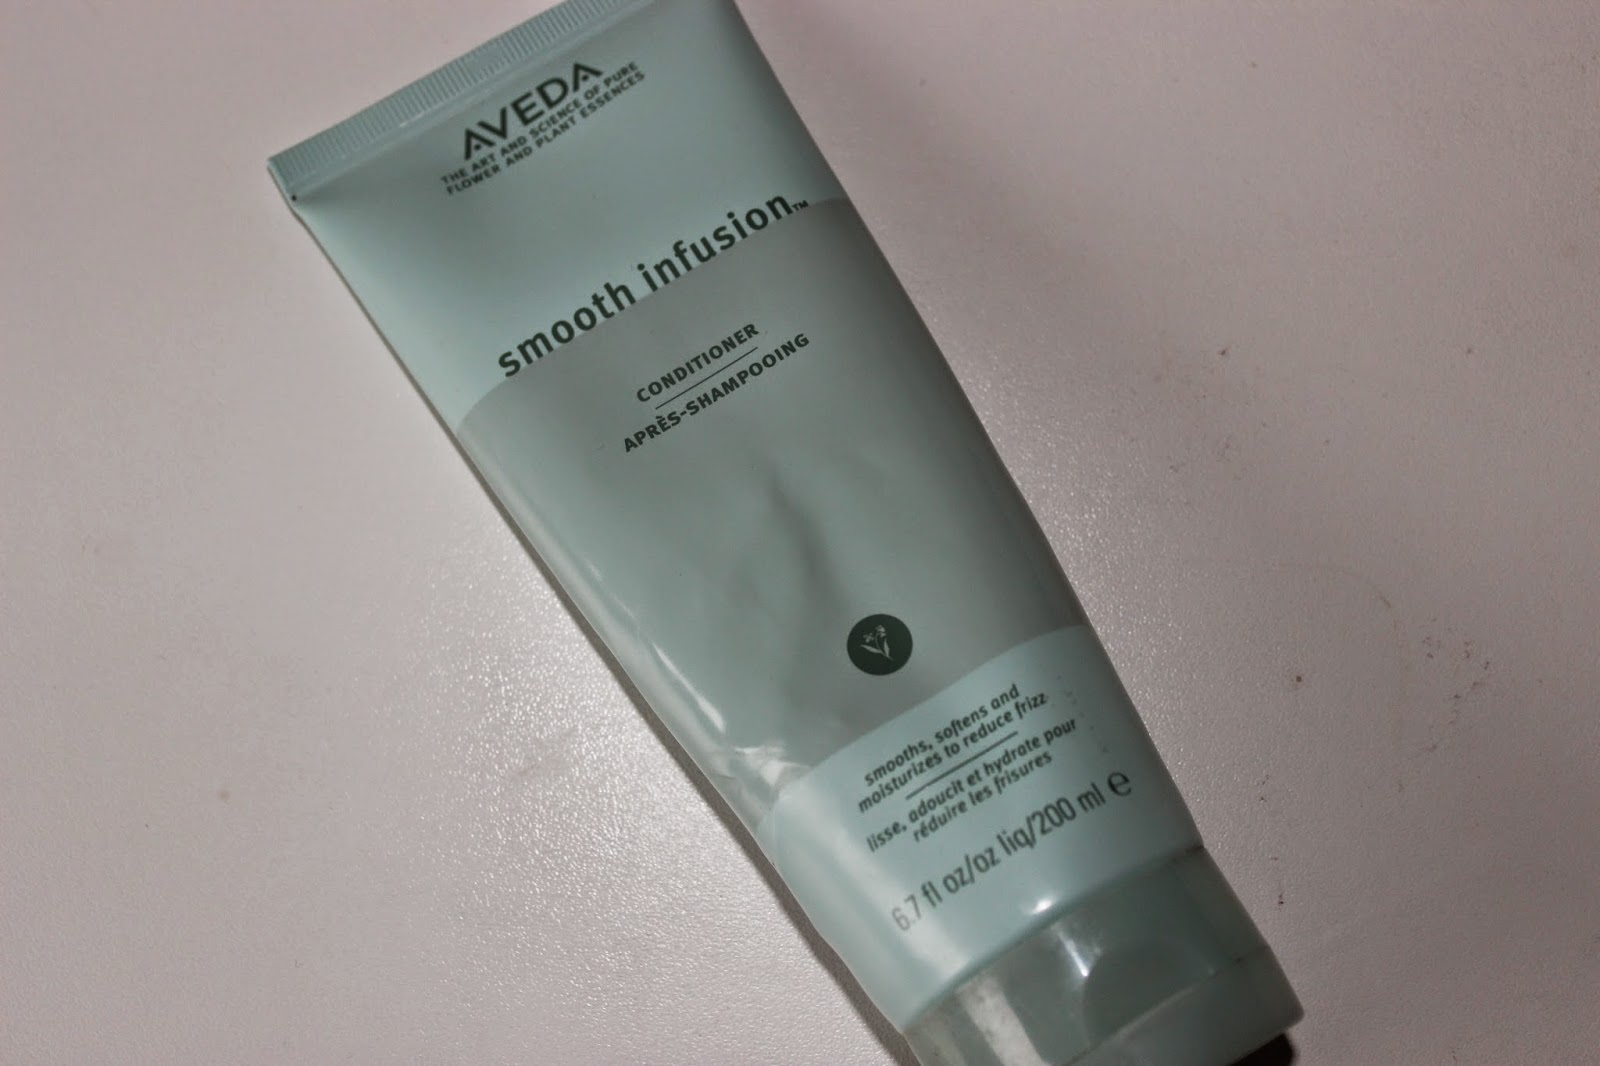 AVEDA
THE ART AND SCIENCE OF PURE
FLOWER AND PLANT ESSENCES
smooth infusion™
CONDITIONER
APRÈS-SHAMPOOING
smooths, softens and
moisturizes to reduce frizz
lisse, adoucit et hydrate pour
réduire les frisures
6.7 fl oz/oz liq/200 ml ℮